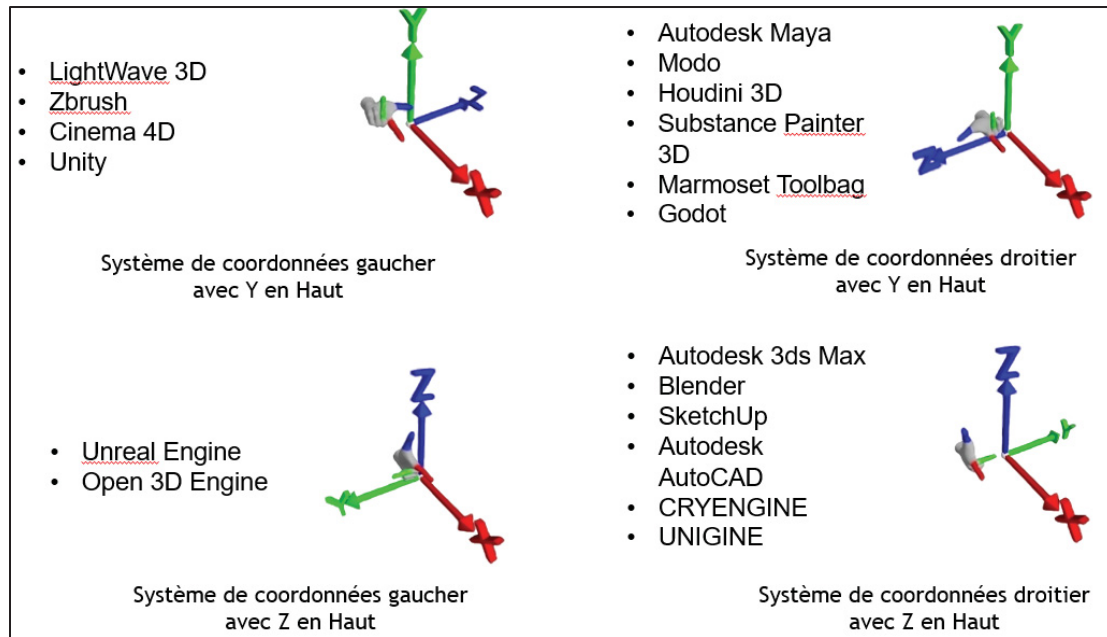 • LightWave 3D
• Zbrush
• Cinema 4D
• Unity
Y
Z
X
Système de coordonnées gaucher
avec Y en Haut
• Autodesk Maya
• Modo
• Houdini 3D
• Substance Painter
3D
• Marmoset Toolbag
• Godot
Y
Z
X
Système de coordonnées droitier
avec Y en Haut
• Unreal Engine
• Open 3D Engine
Z
Y
X
Système de coordonnées gaucher
avec Z en Haut
• Autodesk 3ds Max
• Blender
• SketchUp
• Autodesk
AutoCAD
• CRYENGINE
• UNIGINE
Z
Y
X
Système de coordonnées droitier
avec Z en Haut